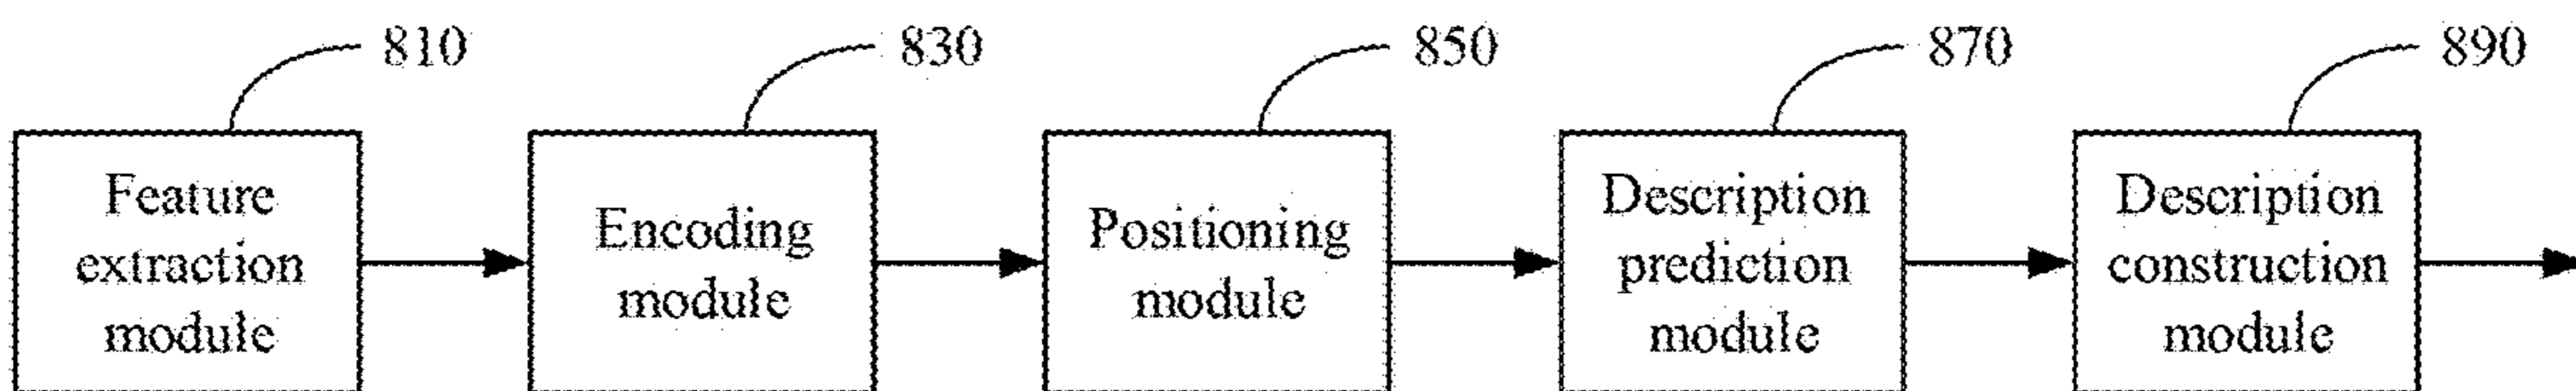 810
830
850
870
890
Feature
extraction
module
Encoding
module
Positioning
module
Description
prediction
module
Description
construction
module